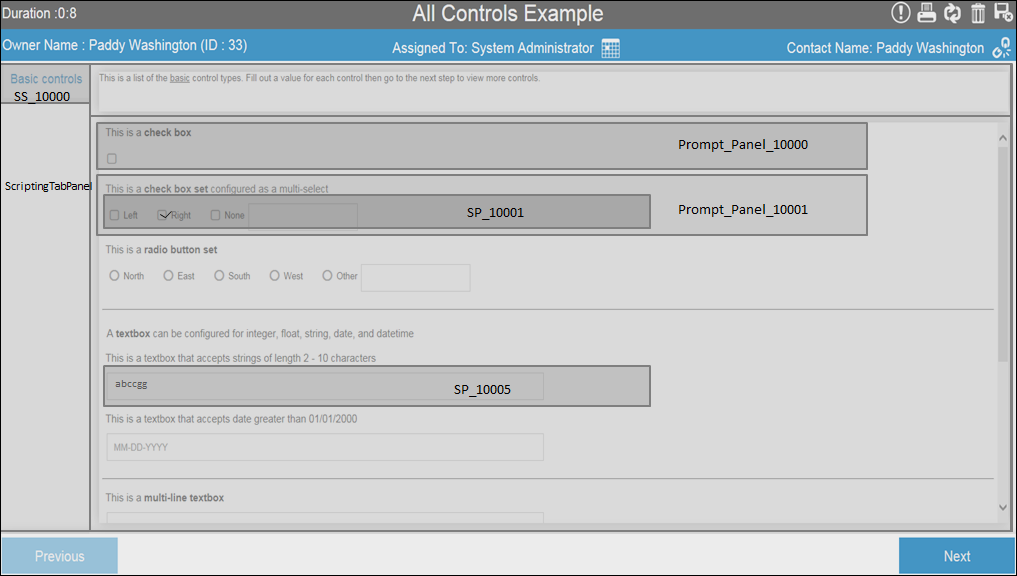 Duration :0:8
All Controls Example
Owner Name : Paddy Washington (ID : 33)
Assigned To: System Administrator
Contact Name: Paddy Washington
Basic controls
SS_10000
This is a list of the basic control types. Fill out a value for each control then go to the next step to view more controls.
ScriptingTabPanel
This is a check box
Prompt_Panel_10000
This is a check box set configured as a multi-select
Left Right None
SP_10001
Prompt_Panel_10001
This is a radio button set
North East South West Other
A textbox can be configured for integer, float, string, date, and datetime
This is a textbox that accepts strings of length 2 - 10 characters
abccgg
SP_10005
This is a textbox that accepts date greater than 01/01/2000
MM-DD-YYYY
This is a multi-line textbox
Previous
Next